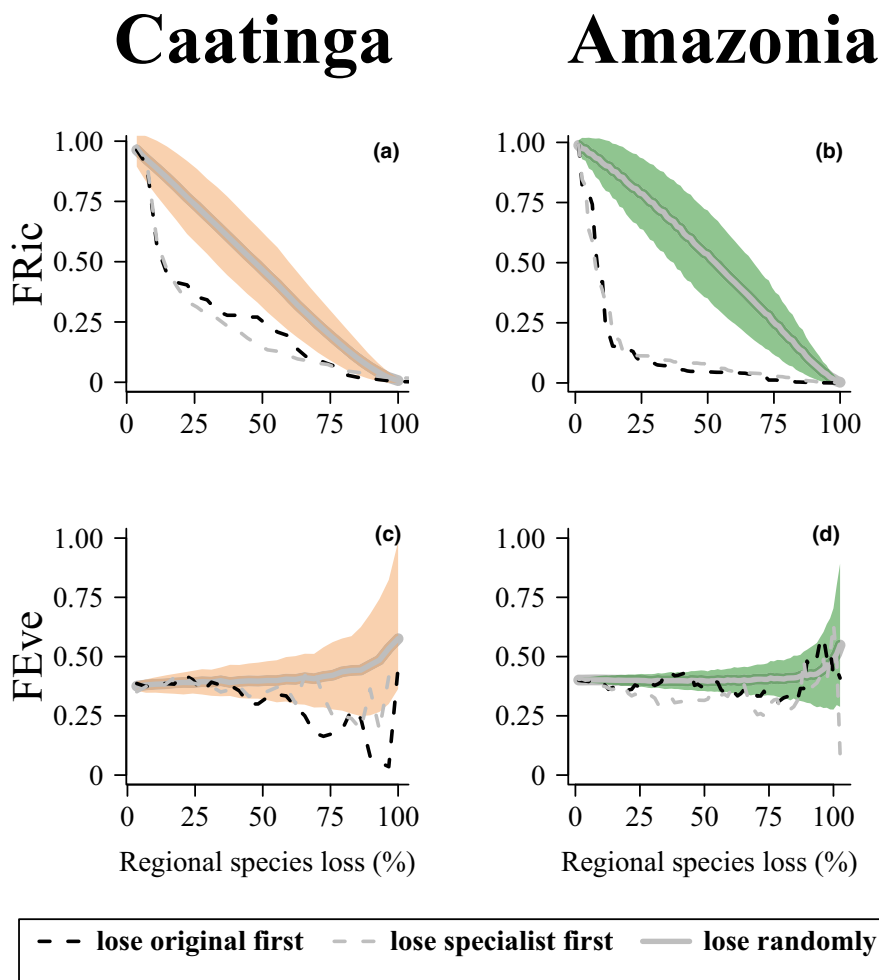 Caatinga
Amazonia
FRic
1.00
0.75
0.50
0.25
0
(a)
0 25 50 75 100
1.00
0.75
0.50
0.25
0
(b)
0 25 50 75 100
FEve
1.00
0.75
0.50
0.25
0
(c)
0 25 50 75 100
Regional species loss (%)
1.00
0.75
0.50
0.25
0
(d)
0 25 50 75 100
Regional species loss (%)
lose original first lose specialist first lose randomly